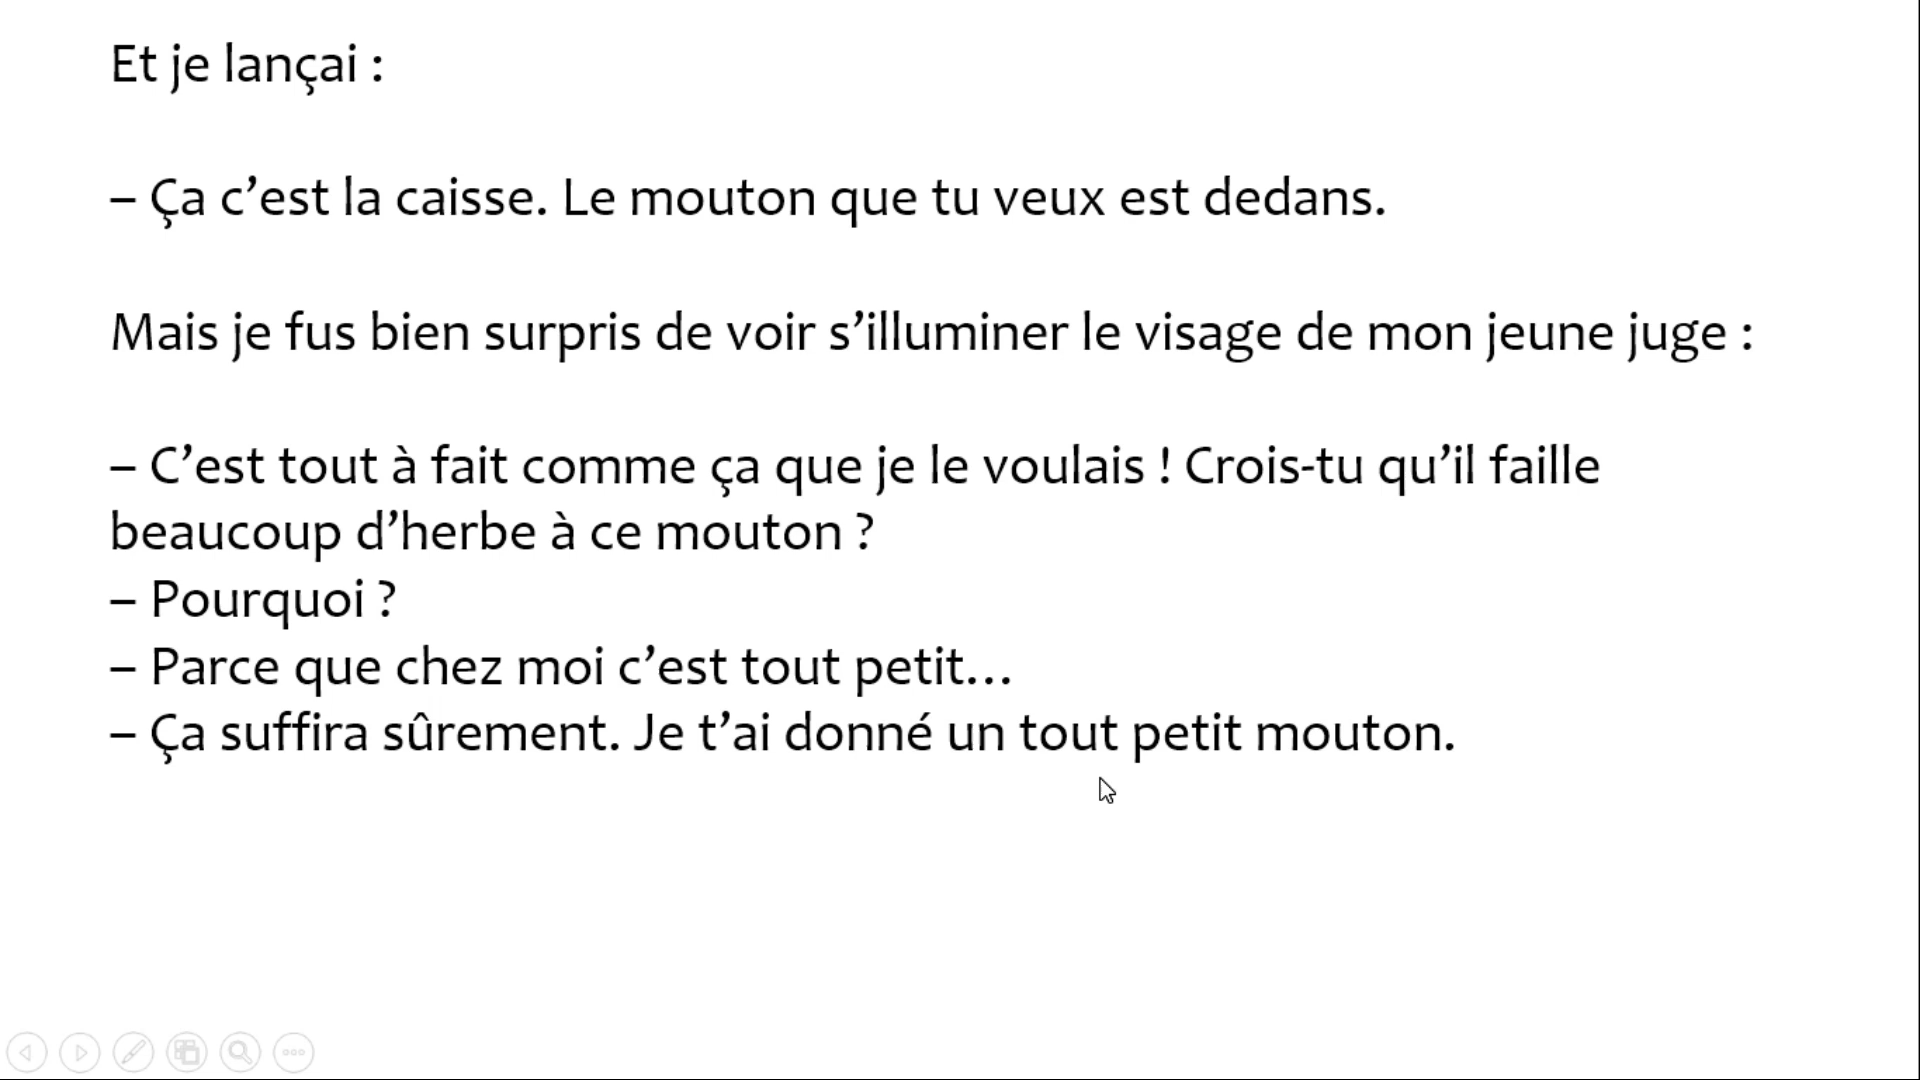 Et je lançai :
– Ça c’est la caisse. Le mouton que tu veux est dedans.
Mais je fus bien surpris de voir s’illuminer le visage de mon jeune juge :
– C’est tout à fait comme ça que je le voulais ! Crois-tu qu’il faille
beaucoup d’herbe à ce mouton ?
– Pourquoi ?
– Parce que chez moi c’est tout petit…
– Ça suffira sûrement. Je t’ai donné un tout petit mouton.